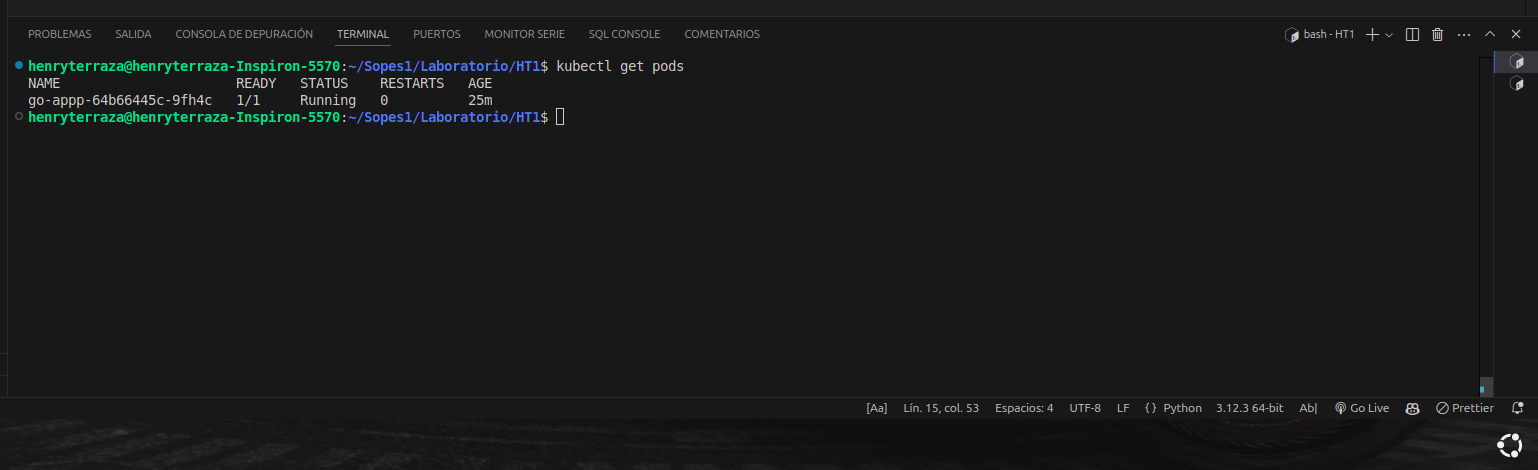 PROBLEMAS SALIDA CONSOLA DE DEPURACIÓN TERMINAL PUERTOS MONITOR SERIE SQL CONSOLE COMENTARIOS bash - HT1
henryterraza@henryterraza-Inspiron-5570:~/Sopes1/Laboratorio/HT1$ kubectl get pods
NAME READY STATUS RESTARTS AGE
go-appp-64b66445c-9fh4c 1/1 Running 0 25m
henryterraza@henryterraza-Inspiron-5570:~/Sopes1/Laboratorio/HT1$
[Aa] Lín. 15, col. 53 Espacios: 4 UTF-8 LF {} Python 3.12.3 64-bit Ab| Go Live Prettier